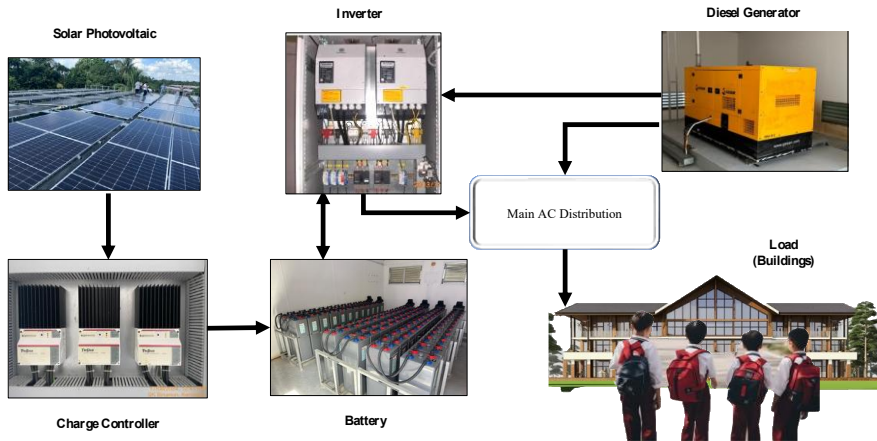 Inverter
Diesel Generator
Solar Photovoltaic
Main AC Distribution
Load
(Buildings)
Charge Controller
Battery